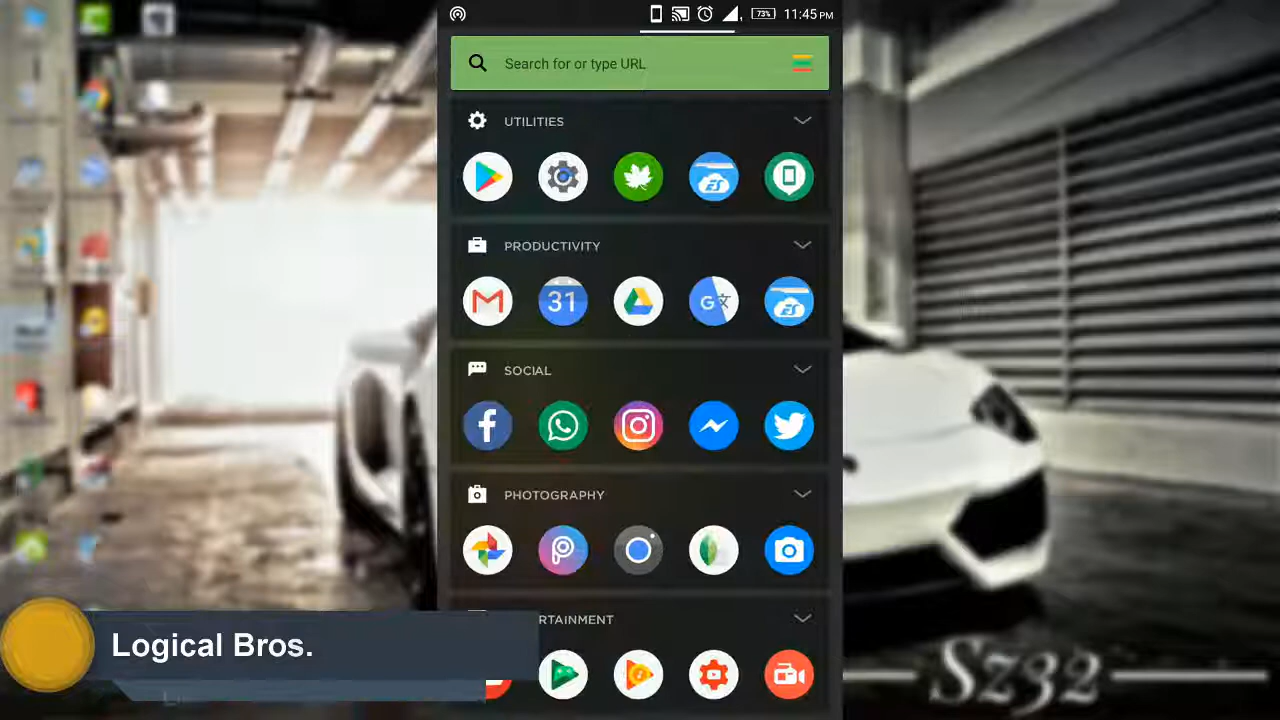 73%
11:45 PM
Search for or type URL
UTILITIES
PRODUCTIVITY
31
G
SOCIAL
PHOTOGRAPHY
RTAINMENT
Logical Bros.
Sz32